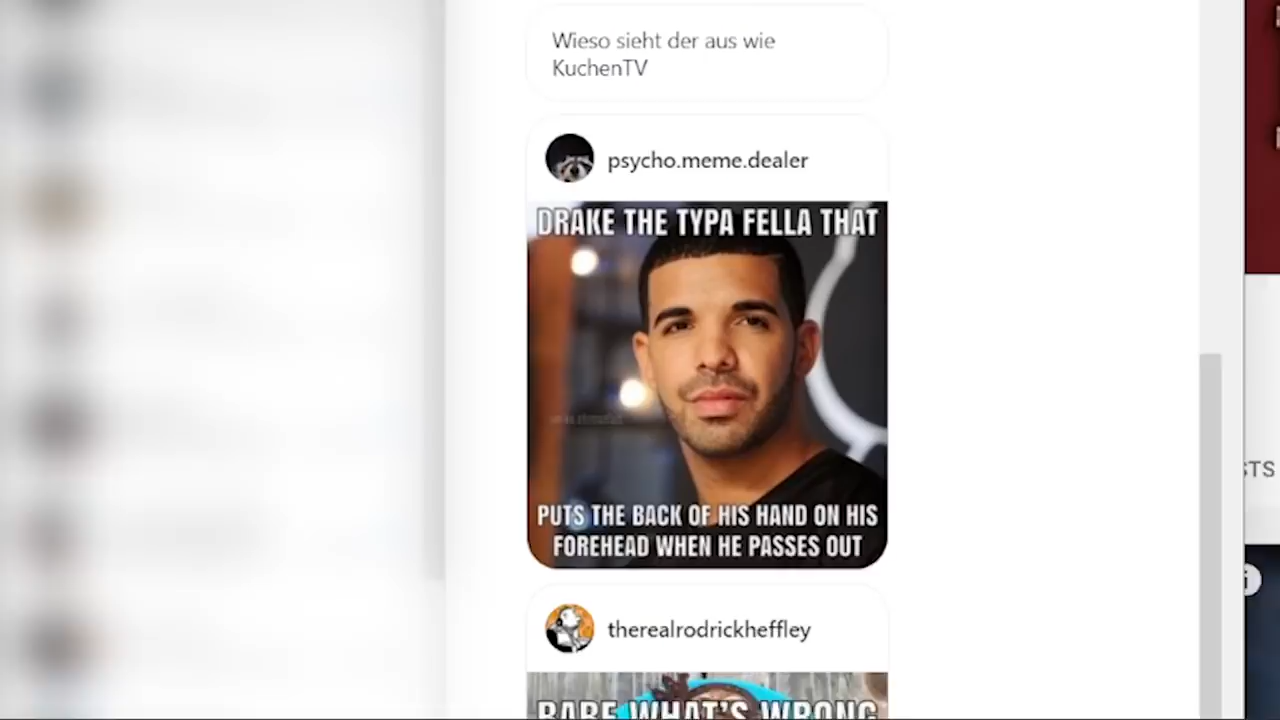 Wieso sieht der aus wie
KuchenTV
psycho.meme.dealer
DRAKE THE TYPA FELLA THAT
PUTS THE BACK OF HIS HAND ON HIS
FOREHEAD WHEN HE PASSES OUT
therealrodrickheffley
BABE WHAT'S WRONG